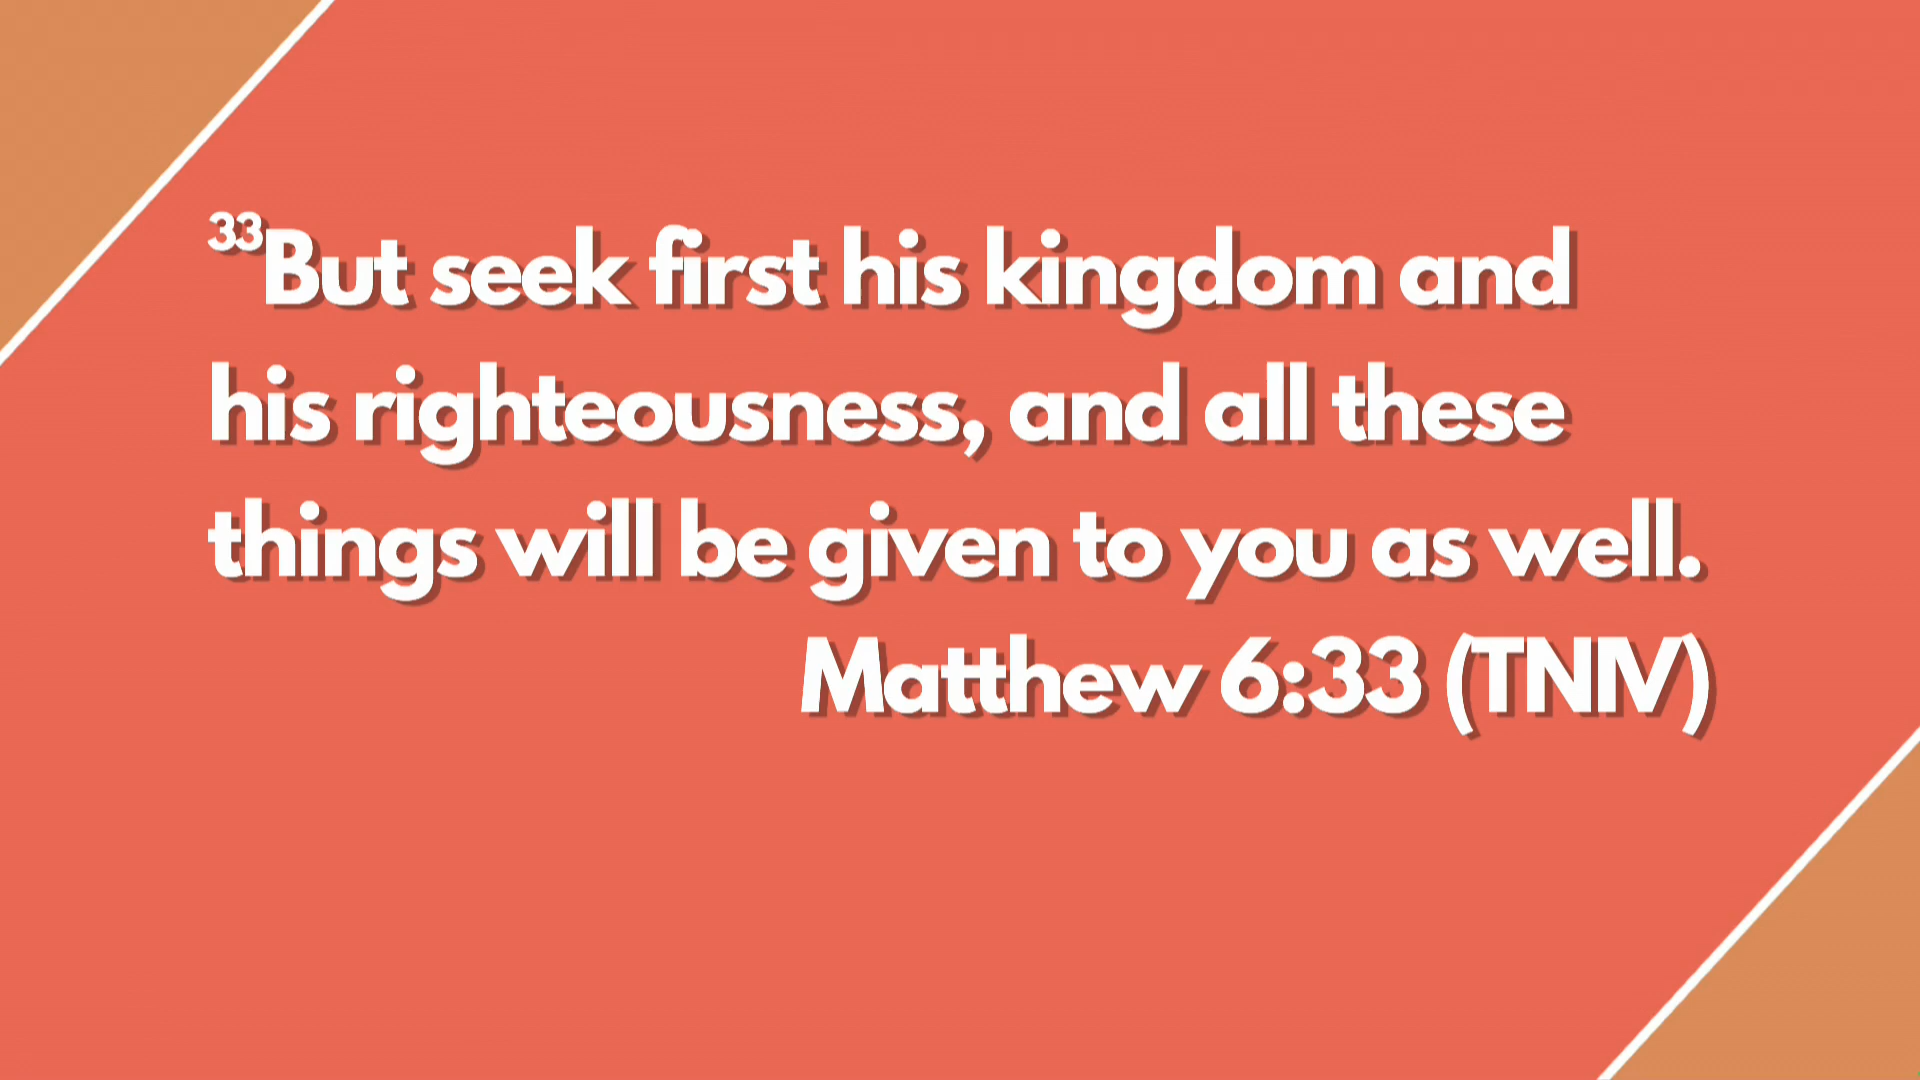 33But seek first his kingdom and
his righteousness, and all these
things will be given to you as well.
Matthew 6:33 (TNIV)